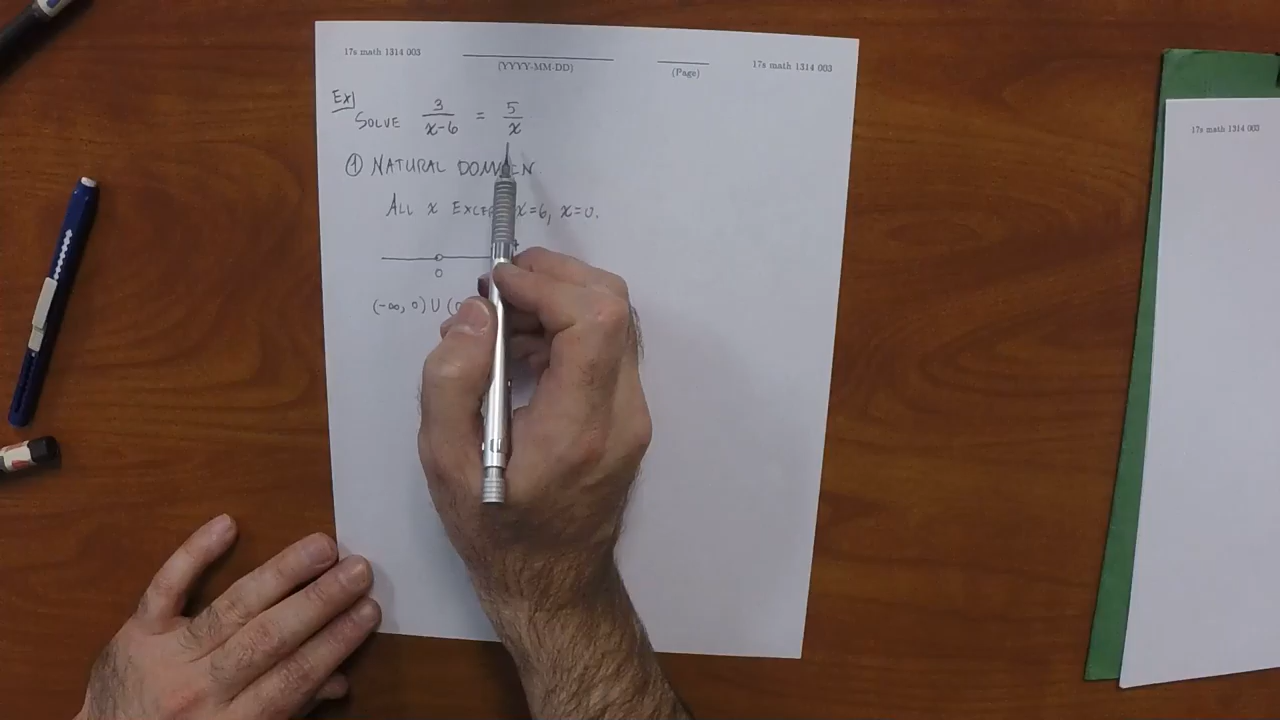 17s math 1314 003 (YYYY-MM-DD) (Page) 17s math 1314 003
Ex
SOLVE 3/(x-6) = 5/x
① NATURAL
ALL x x=6, x=0.
0
(-∞, 0) ∪ (
17s math 1314 003